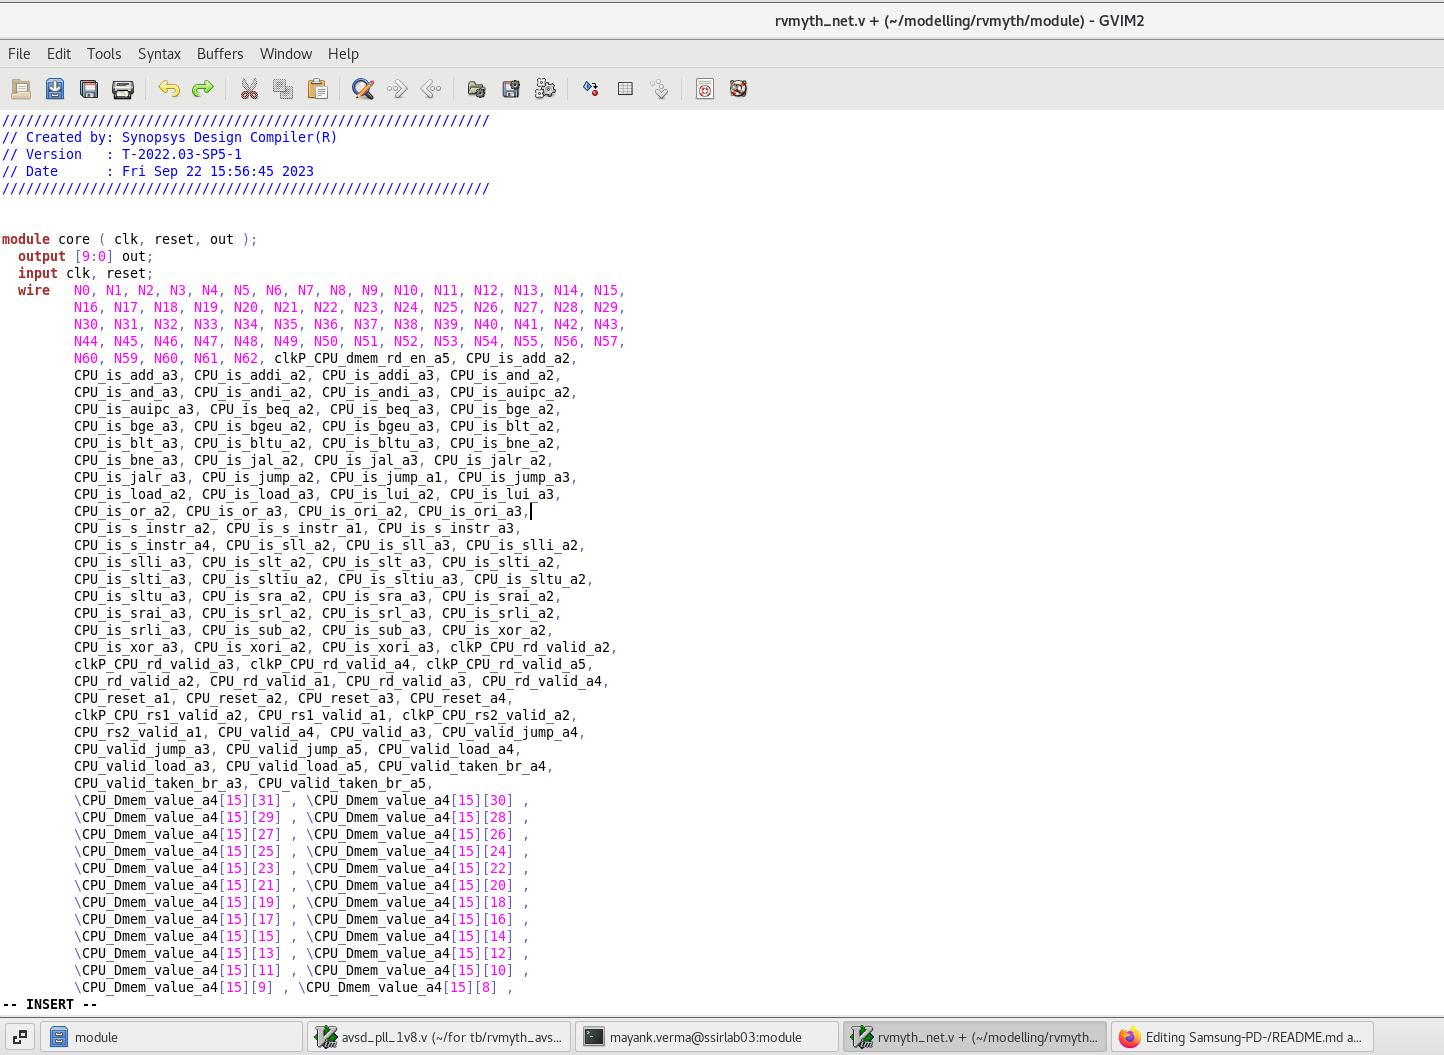 rvmyth_net.v + (~/modelling/rvmyth/module) - GVIM2
File Edit Tools Syntax Buffers Window Help
/////////////////////////////////////////////////////////////
// Created by: Synopsys Design Compiler(R)
// Version   : T-2022.03-SP5-1
// Date      : Fri Sep 22 15:56:45 2023
/////////////////////////////////////////////////////////////
module core ( clk, reset, out );
  output [9:0] out;
  input clk, reset;
  wire   N0, N1, N2, N3, N4, N5, N6, N7, N8, N9, N10, N11, N12, N13, N14, N15,
         N16, N17, N18, N19, N20, N21, N22, N23, N24, N25, N26, N27, N28, N29,
         N30, N31, N32, N33, N34, N35, N36, N37, N38, N39, N40, N41, N42, N43,
         N44, N45, N46, N47, N48, N49, N50, N51, N52, N53, N54, N55, N56, N57,
         N60, N59, N60, N61, N62, clkP_CPU_dmem_rd_en_a5, CPU_is_add_a2,
         CPU_is_add_a3, CPU_is_addi_a2, CPU_is_addi_a3, CPU_is_and_a2,
         CPU_is_and_a3, CPU_is_andi_a2, CPU_is_andi_a3, CPU_is_auipc_a2,
         CPU_is_auipc_a3, CPU_is_beq_a2, CPU_is_beq_a3, CPU_is_bge_a2,
         CPU_is_bge_a3, CPU_is_bgeu_a2, CPU_is_bgeu_a3, CPU_is_blt_a2,
         CPU_is_blt_a3, CPU_is_bltu_a2, CPU_is_bltu_a3, CPU_is_bne_a2,
         CPU_is_bne_a3, CPU_is_jal_a2, CPU_is_jal_a3, CPU_is_jalr_a2,
         CPU_is_jalr_a3, CPU_is_jump_a2, CPU_is_jump_a1, CPU_is_jump_a3,
         CPU_is_load_a2, CPU_is_load_a3, CPU_is_lui_a2, CPU_is_lui_a3,
         CPU_is_or_a2, CPU_is_or_a3, CPU_is_ori_a2, CPU_is_ori_a3,
         CPU_is_s_instr_a2, CPU_is_s_instr_a1, CPU_is_s_instr_a3,
         CPU_is_s_instr_a4, CPU_is_sll_a2, CPU_is_sll_a3, CPU_is_slli_a2,
         CPU_is_slli_a3, CPU_is_slt_a2, CPU_is_slt_a3, CPU_is_slti_a2,
         CPU_is_slti_a3, CPU_is_sltiu_a2, CPU_is_sltiu_a3, CPU_is_sltu_a2,
         CPU_is_sltu_a3, CPU_is_sra_a2, CPU_is_sra_a3, CPU_is_srai_a2,
         CPU_is_srai_a3, CPU_is_srl_a2, CPU_is_srl_a3, CPU_is_srli_a2,
         CPU_is_srli_a3, CPU_is_sub_a2, CPU_is_sub_a3, CPU_is_xor_a2,
         CPU_is_xor_a3, CPU_is_xori_a2, CPU_is_xori_a3, clkP_CPU_rd_valid_a2,
         clkP_CPU_rd_valid_a3, clkP_CPU_rd_valid_a4, clkP_CPU_rd_valid_a5,
         CPU_rd_valid_a2, CPU_rd_valid_a1, CPU_rd_valid_a3, CPU_rd_valid_a4,
         CPU_reset_a1, CPU_reset_a2, CPU_reset_a3, CPU_reset_a4,
         clkP_CPU_rs1_valid_a2, CPU_rs1_valid_a1, clkP_CPU_rs2_valid_a2,
         CPU_rs2_valid_a1, CPU_valid_a4, CPU_valid_a3, CPU_valid_jump_a4,
         CPU_valid_jump_a3, CPU_valid_jump_a5, CPU_valid_load_a4,
         CPU_valid_load_a3, CPU_valid_load_a5, CPU_valid_taken_br_a4,
         CPU_valid_taken_br_a3, CPU_valid_taken_br_a5,
         \CPU_Dmem_value_a4[15][31] , \CPU_Dmem_value_a4[15][30] ,
         \CPU_Dmem_value_a4[15][29] , \CPU_Dmem_value_a4[15][28] ,
         \CPU_Dmem_value_a4[15][27] , \CPU_Dmem_value_a4[15][26] ,
         \CPU_Dmem_value_a4[15][25] , \CPU_Dmem_value_a4[15][24] ,
         \CPU_Dmem_value_a4[15][23] , \CPU_Dmem_value_a4[15][22] ,
         \CPU_Dmem_value_a4[15][21] , \CPU_Dmem_value_a4[15][20] ,
         \CPU_Dmem_value_a4[15][19] , \CPU_Dmem_value_a4[15][18] ,
         \CPU_Dmem_value_a4[15][17] , \CPU_Dmem_value_a4[15][16] ,
         \CPU_Dmem_value_a4[15][15] , \CPU_Dmem_value_a4[15][14] ,
         \CPU_Dmem_value_a4[15][13] , \CPU_Dmem_value_a4[15][12] ,
         \CPU_Dmem_value_a4[15][11] , \CPU_Dmem_value_a4[15][10] ,
         \CPU_Dmem_value_a4[15][9] , \CPU_Dmem_value_a4[15][8] ,
-- INSERT --
module avsd_pll_1v8.v (~/for tb/rvmyth_avs... mayank.verma@ssirlab03:module rvmyth_net.v + (~/modelling/rvmyth... Editing Samsung-PD-/README.md a...